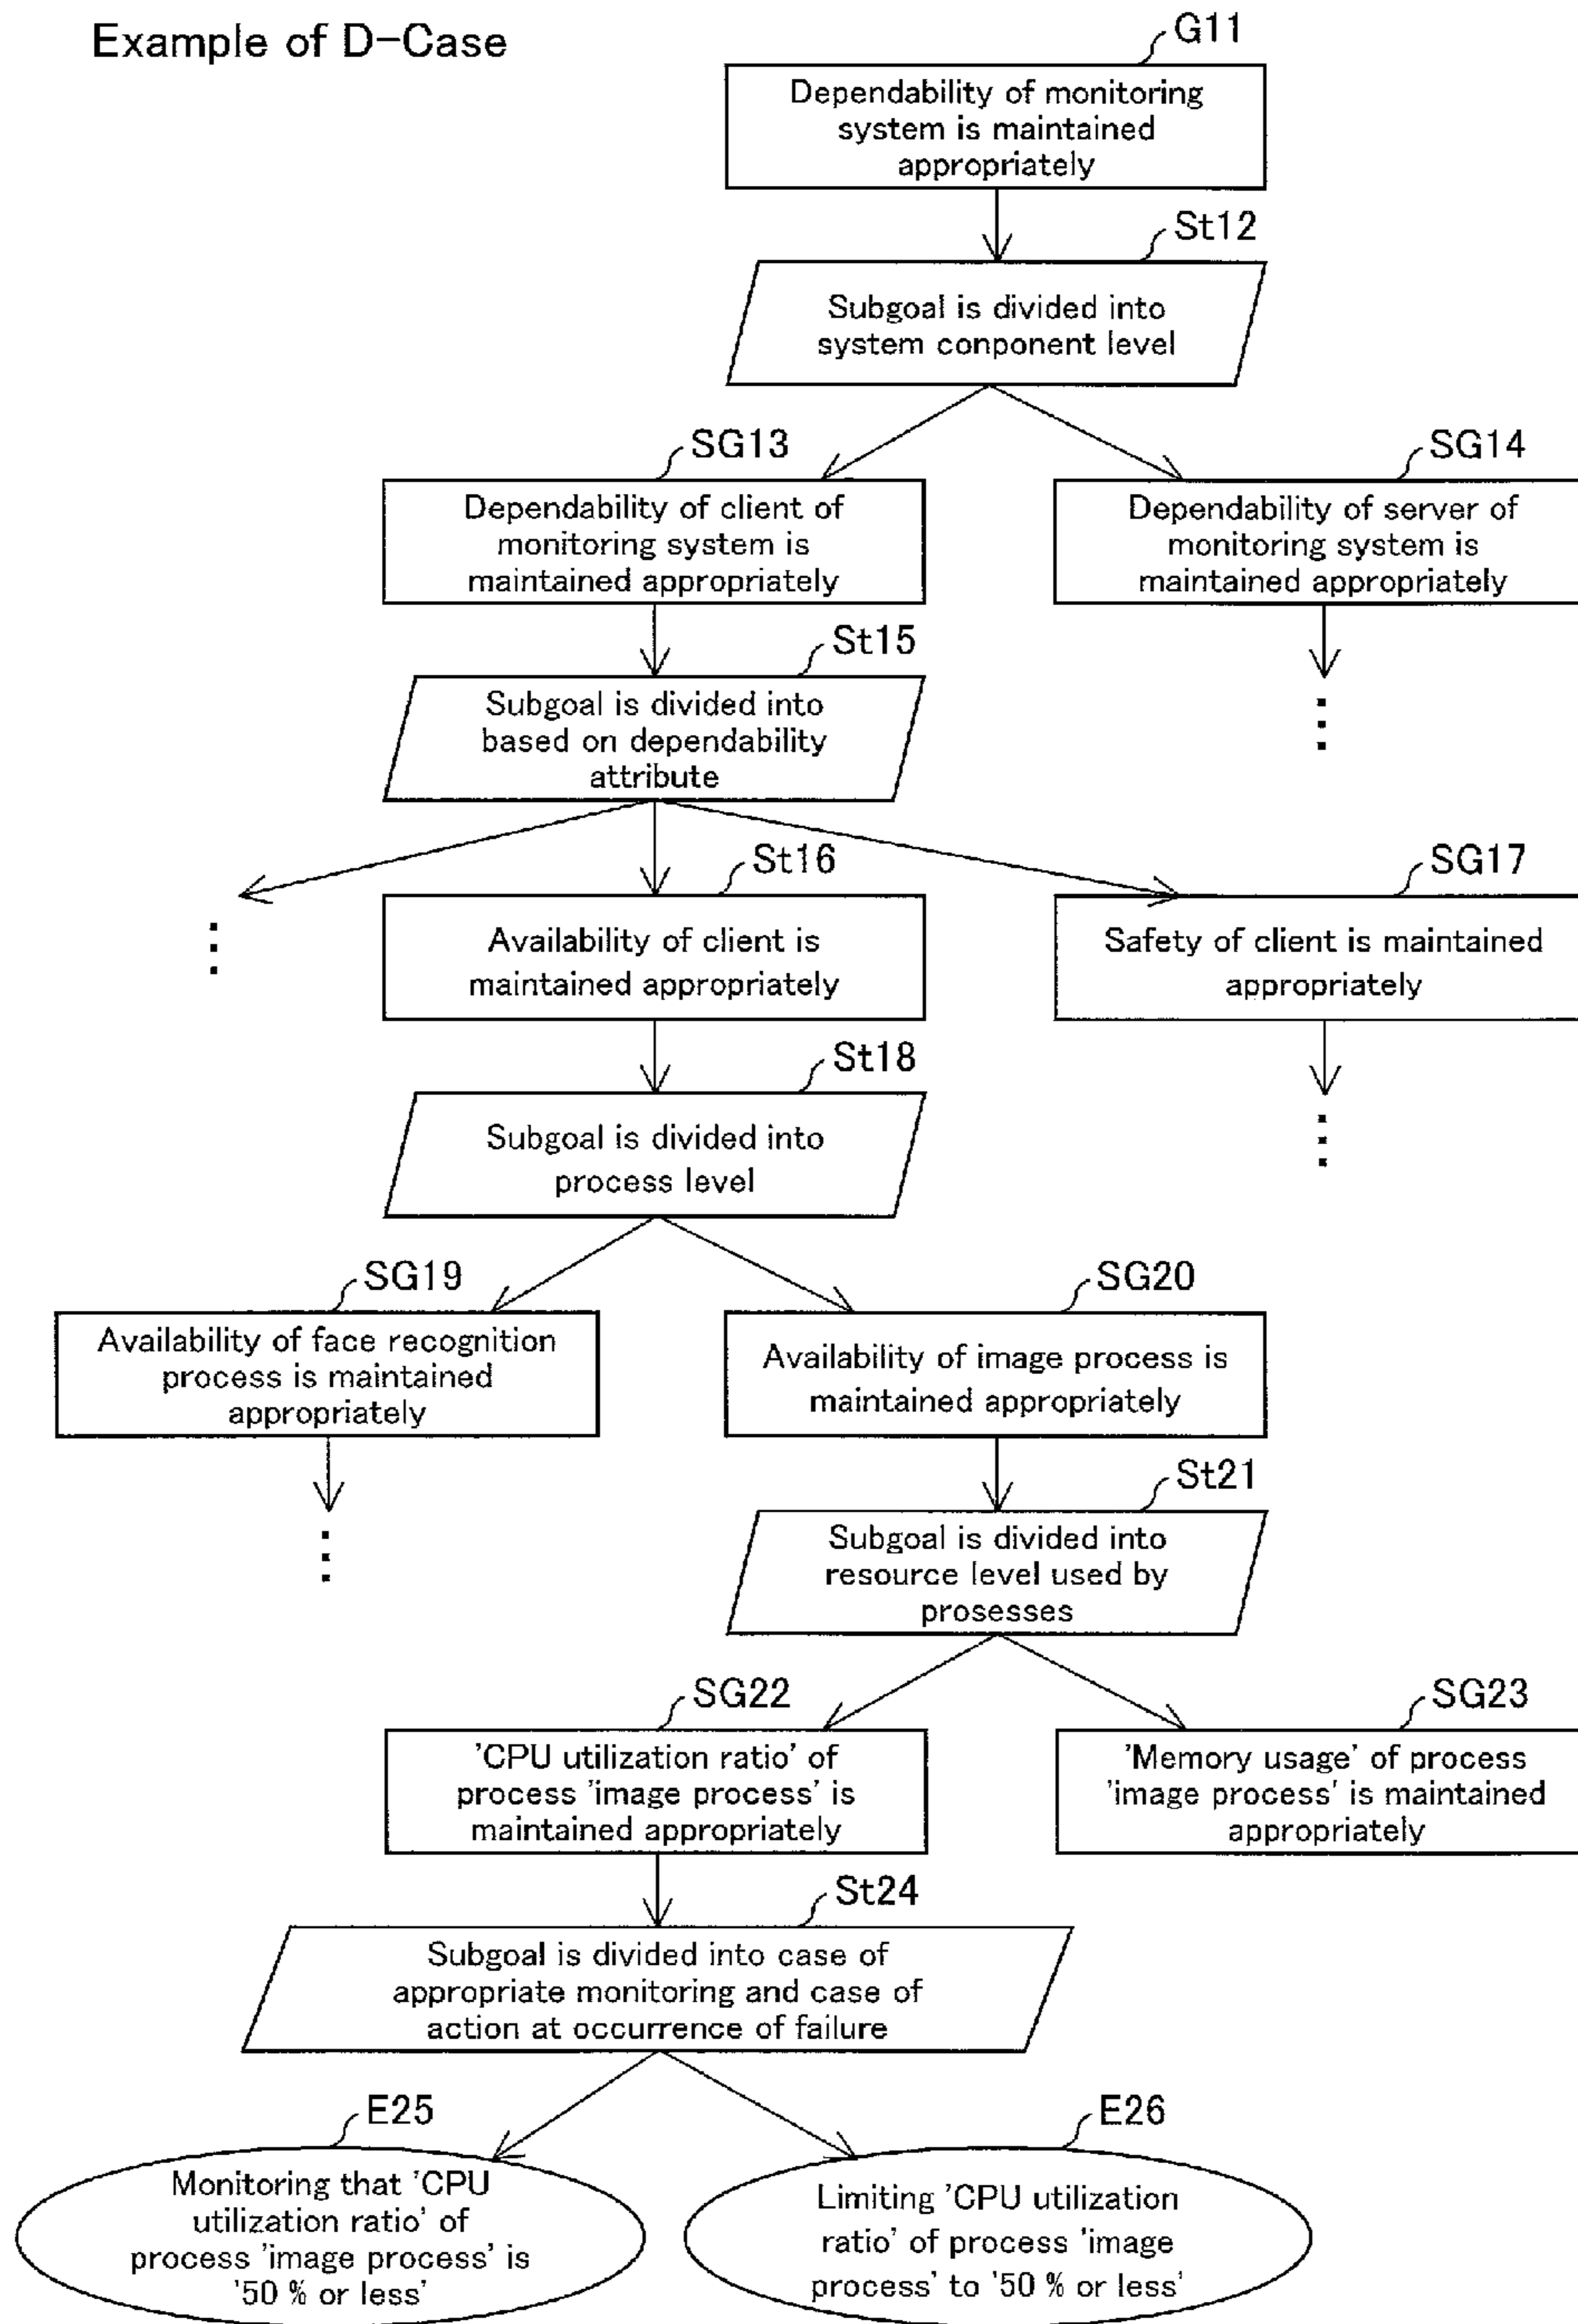 Example of D-Case
G11
Dependability of monitoring
system is maintained
appropriately
St12
Subgoal is divided into
system conponent level
SG13
Dependability of client of
monitoring system is
maintained appropriately
SG14
Dependability of server of
monitoring system is
maintained appropriately
St15
Subgoal is divided into
based on dependability
attribute
St16
Availability of client is
maintained appropriately
SG17
Safety of client is maintained
appropriately
St18
Subgoal is divided into
process level
SG19
Availability of face recognition
process is maintained
appropriately
SG20
Availability of image process is
maintained appropriately
St21
Subgoal is divided into
resource level used by
prosesses
SG22
'CPU utilization ratio' of
process 'image process' is
maintained appropriately
SG23
'Memory usage' of process
'image process' is maintained
appropriately
St24
Subgoal is divided into case of
appropriate monitoring and case of
action at occurrence of failure
E25
Monitoring that 'CPU
utilization ratio' of
process 'image process' is
'50 % or less'
E26
Limiting 'CPU utilization
ratio' of process 'image
process' to '50 % or less'